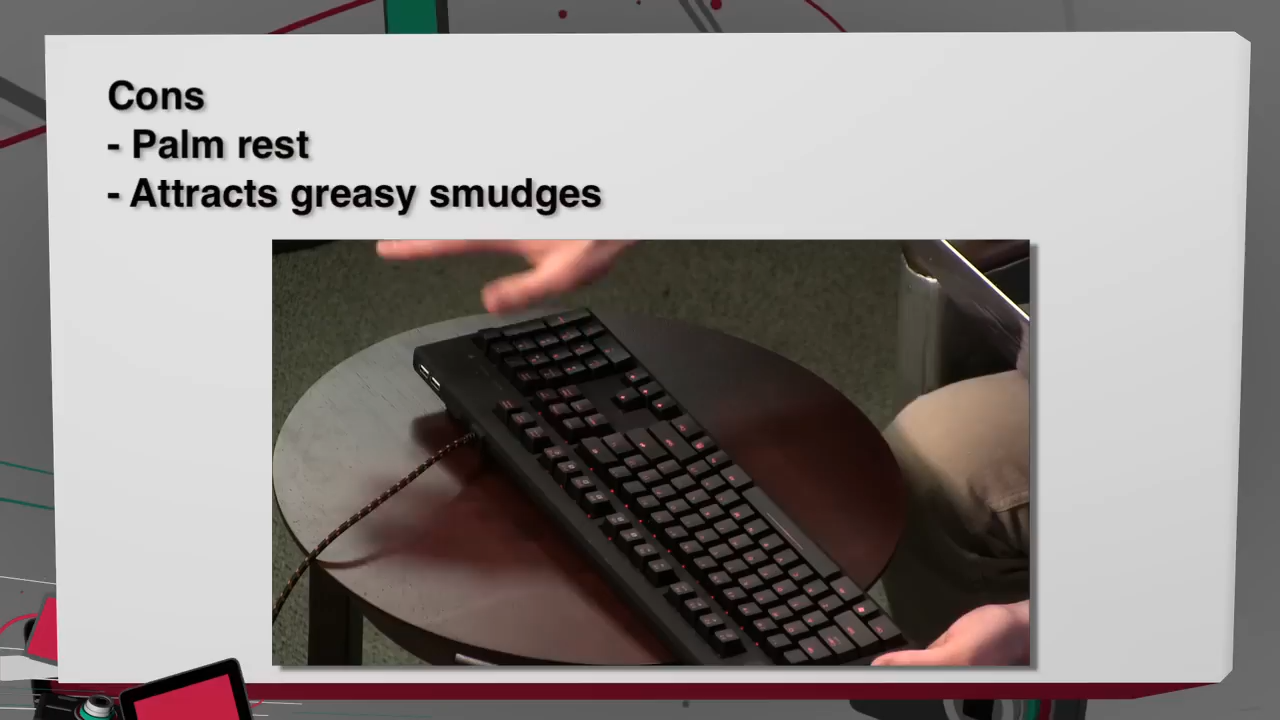 Cons
- Palm rest
- Attracts greasy smudges